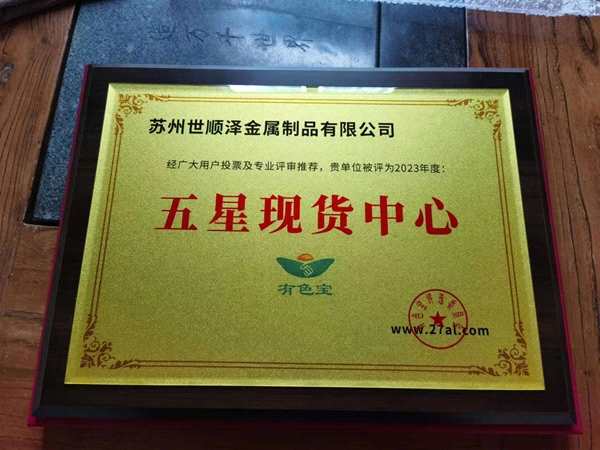 苏州世顺泽金属制品有限公司
经广大用户投票及专业评审推荐，贵单位被评为2023年度：
五星现货中心
有色宝
www.27al.com